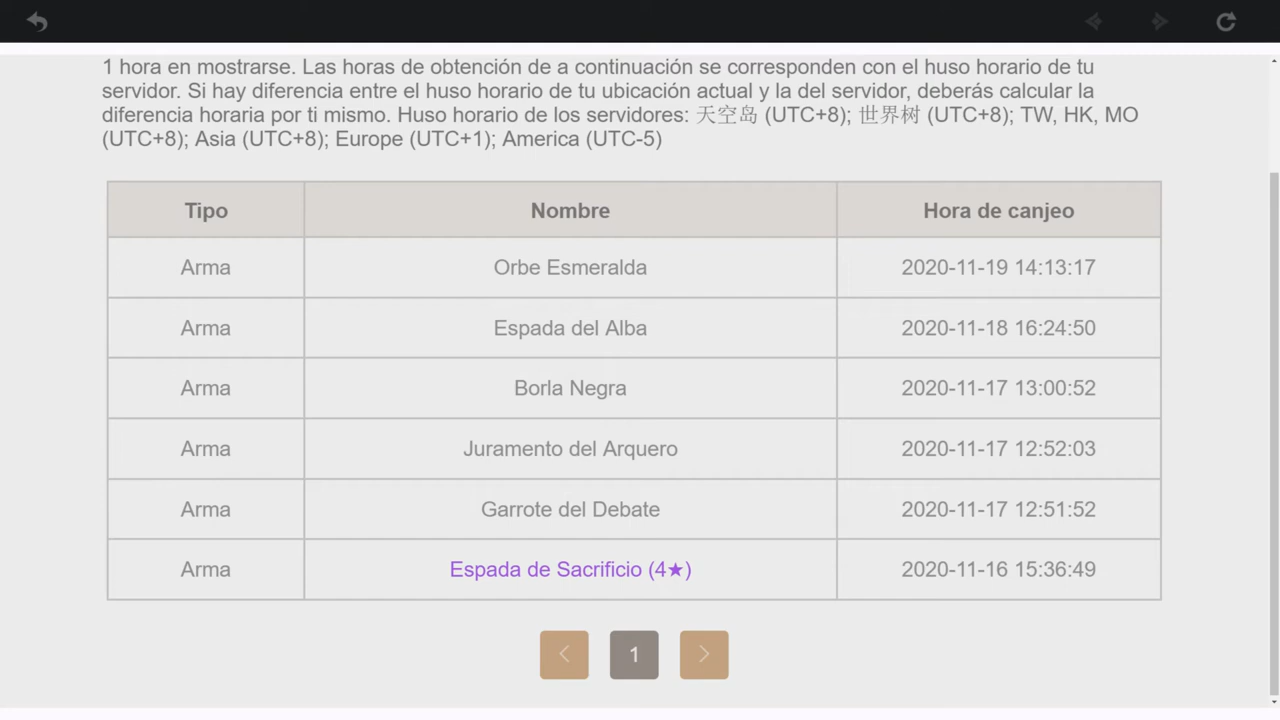 1 hora en mostrarse. Las horas de obtención de a continuación se corresponden con el huso horario de tu
servidor. Si hay diferencia entre el huso horario de tu ubicación actual y la del servidor, deberás calcular la
diferencia horaria por ti mismo. Huso horario de los servidores: 天空岛 (UTC+8); 世界树 (UTC+8); TW, HK, MO
(UTC+8); Asia (UTC+8); Europe (UTC+1); America (UTC-5)
Tipo Nombre Hora de canjeo
Arma Orbe Esmeralda 2020-11-19 14:13:17
Arma Espada del Alba 2020-11-18 16:24:50
Arma Borla Negra 2020-11-17 13:00:52
Arma Juramento del Arquero 2020-11-17 12:52:03
Arma Garrote del Debate 2020-11-17 12:51:52
Arma Espada de Sacrificio (4★) 2020-11-16 15:36:49
1